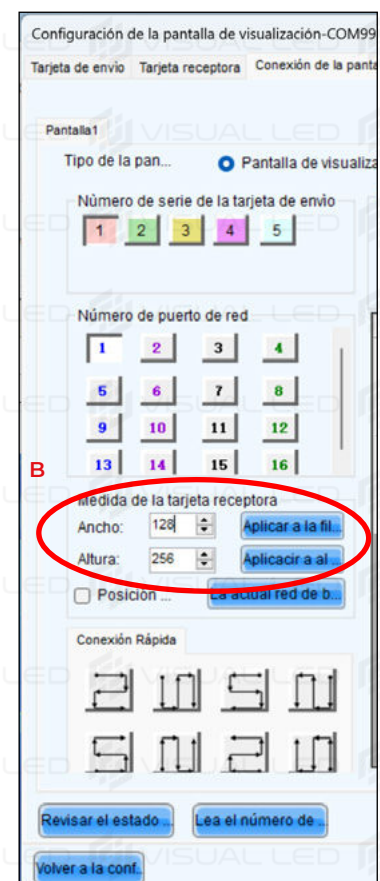 Configuración de la pantalla de visualización-COM99
Tarjeta de envío Tarjeta receptora Conexión de la panta
Pantalla1
Tipo de la pan... Pantalla de visualiza
Número de serie de la tarjeta de envío
1 2 3 4 5
Número de puerto de red
1 2 3 4
5 6 7 8
9 10 11 12
B
13 14 15 16
Medida de la tarjeta receptora
Ancho: 128 Aplicar a la fil...
Altura: 256 Aplicacir a al ...
Posición ... La actual red de b...
Conexión Rápida
Revisar el estado ... Lea el número de ...
Volver a la conf...
VISUAL LED